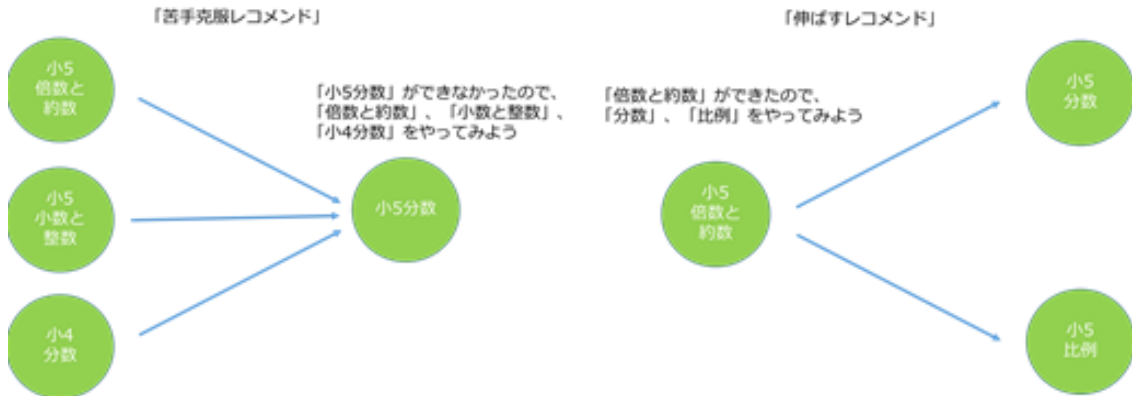 「苦手克服レコメンド」
小5
倍数と
約数
小5
小数と
整数
小4
分数
「小5分数」ができなかったので、
「倍数と約数」、「小数と整数」、
「小4分数」をやってみよう
小5分数
「伸ばすレコメンド」
「倍数と約数」ができたので、
「分数」、「比例」をやってみよう
小5
倍数と
約数
小5
分数
小5
比例